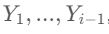 Y_1, ..., Y_{i-1},